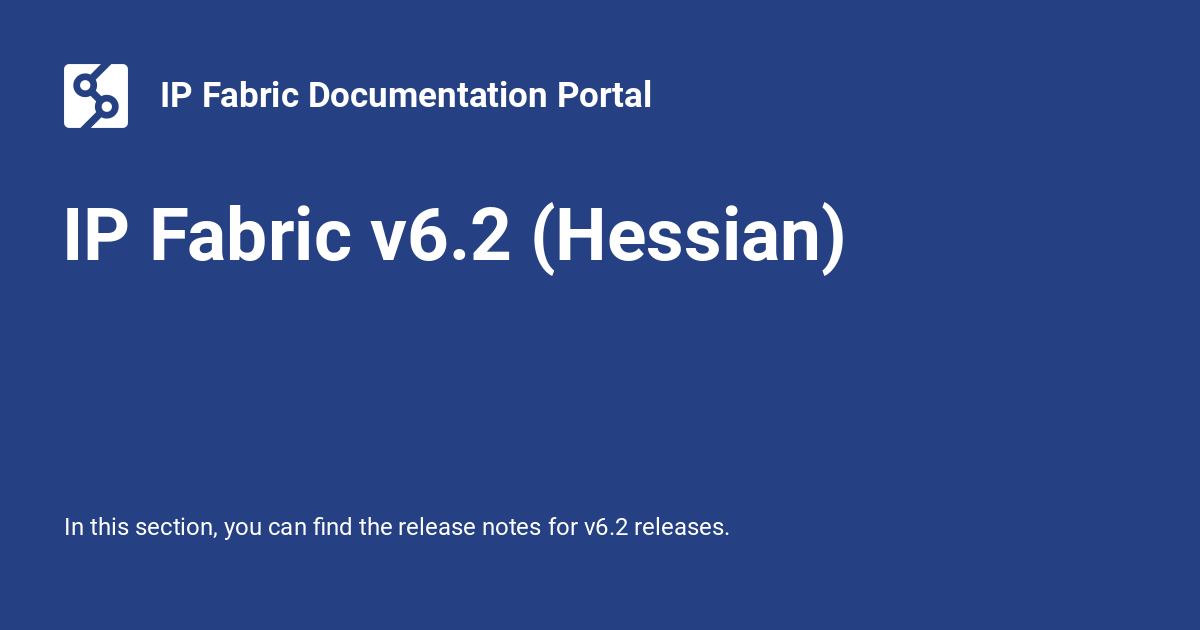 IP Fabric Documentation Portal
IP Fabric v6.2 (Hessian)
In this section, you can find the release notes for v6.2 releases.